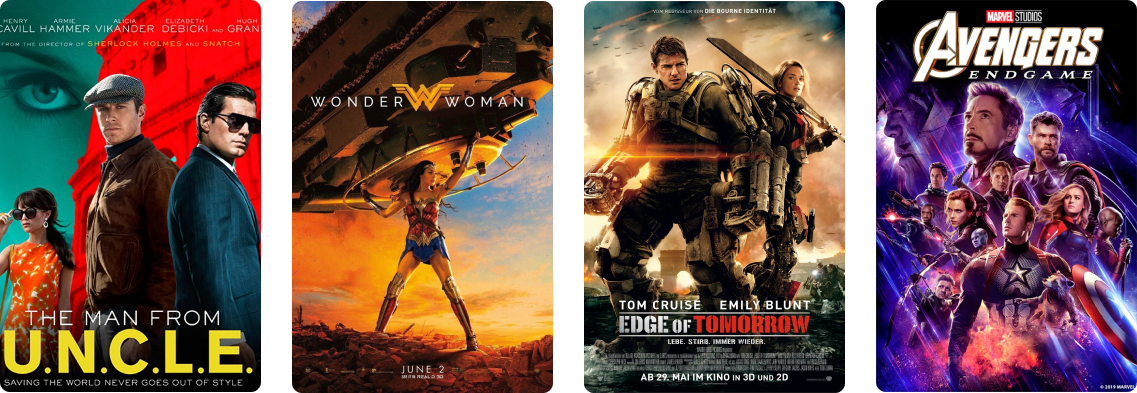 HENRY ARMIE ALICIA ELIZABETH HUGH
CAVILL HAMMER VIKANDER DEBICKI AND GRAN
FROM THE DIRECTOR OF SHERLOCK HOLMES AND SNATCH
THE MAN FROM
U.N.C.L.E.
SAVING THE WORLD NEVER GOES OUT OF STYLE
WONDER WOMAN
JUNE 2
VOM REGISSEUR VON DIE BOURNE IDENTITÄT
TOM CRUISE EMILY BLUNT
EDGE OF TOMORROW
LEBE. STIRB. IMMER WIEDER.
AB 29. MAI IM KINO IN 3D UND 2D
MARVEL STUDIOS
AVENGERS
ENDGAME
© 2019 MARVEL